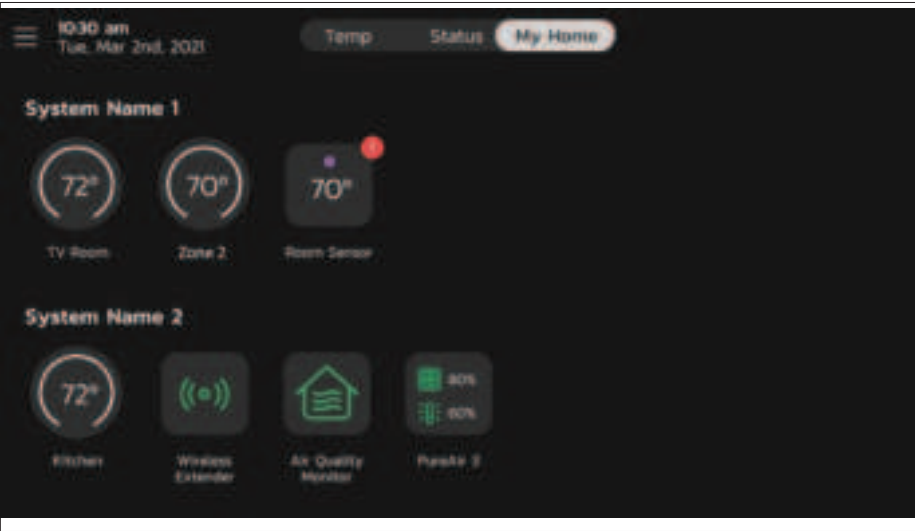 10:30 am
Tue, Mar 2nd, 2021
Temp Status My Home
System Name 1
72° 70° 70°
TV Room Zone 2 Room Sensor
System Name 2
72° 80%
60%
Kitchen Wireless Extender Air Quality Monitor PureAir